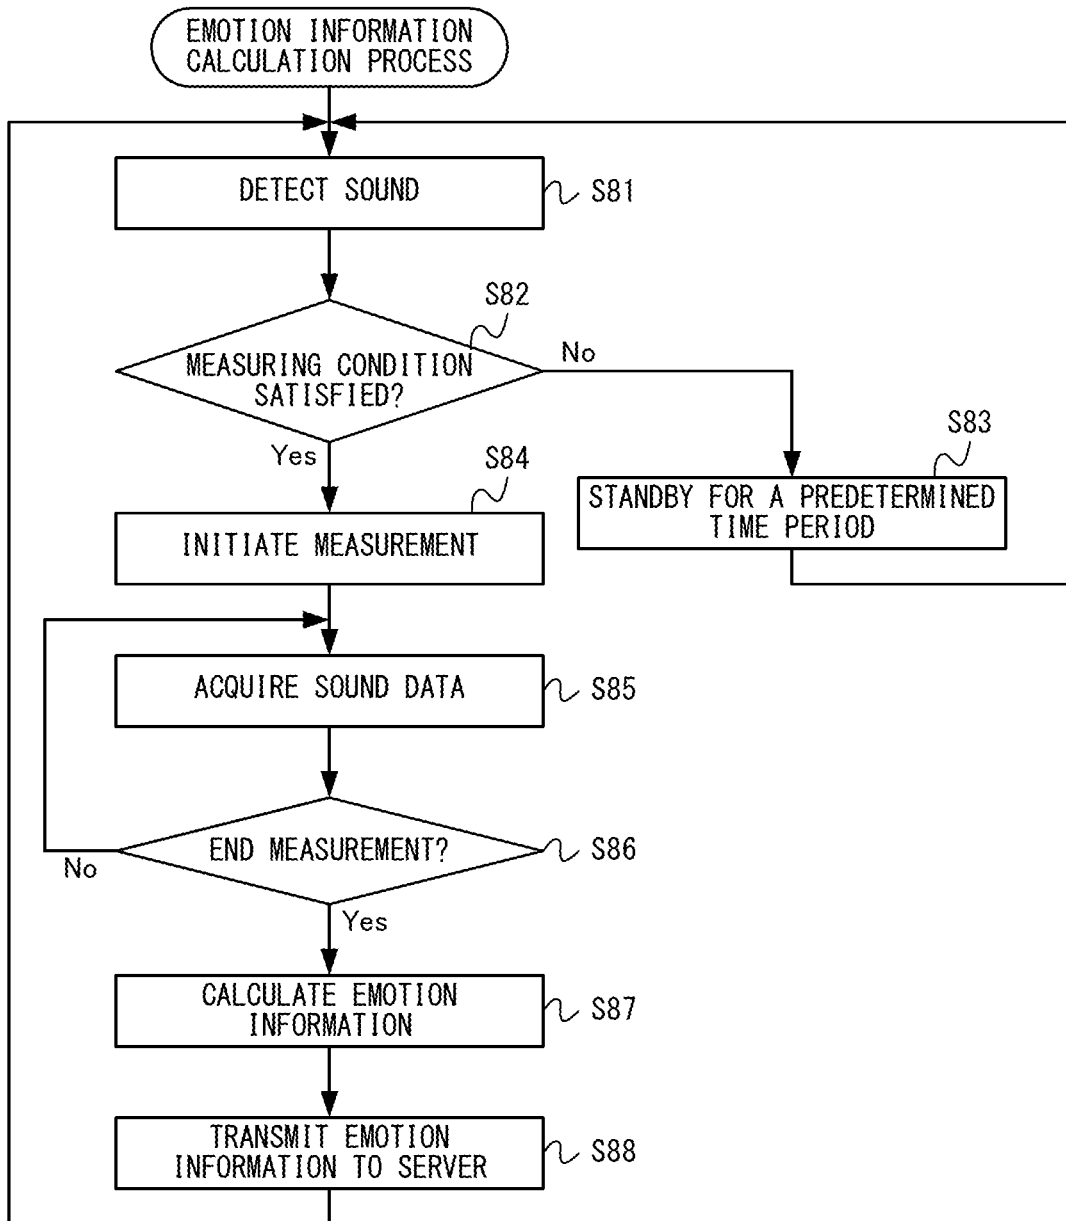 EMOTION INFORMATION
CALCULATION PROCESS
DETECT SOUND
S81
S82
MEASURING CONDITION
SATISFIED?
No
Yes
S83
STANDBY FOR A PREDETERMINED
TIME PERIOD
S84
INITIATE MEASUREMENT
ACQUIRE SOUND DATA
S85
END MEASUREMENT?
S86
No
Yes
CALCULATE EMOTION
INFORMATION
S87
TRANSMIT EMOTION
INFORMATION TO SERVER
S88